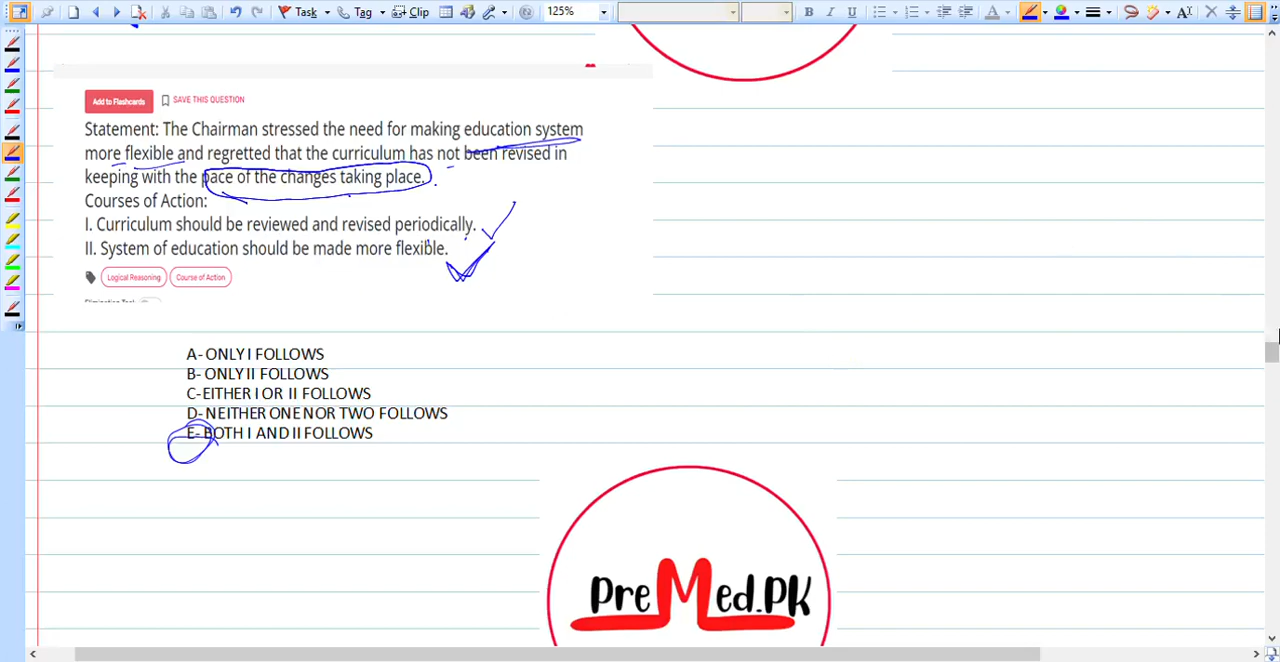 Task Tag Clip 125% B I U A
Add to Flashcards SAVE THIS QUESTION
Statement: The Chairman stressed the need for making education system
more flexible and regretted that the curriculum has not been revised in
keeping with the pace of the changes taking place.
Courses of Action:
I. Curriculum should be reviewed and revised periodically.
II. System of education should be made more flexible.
Logical Reasoning Course of Action
A- ONLY I FOLLOWS
B- ONLY II FOLLOWS
C-EITHER I OR II FOLLOWS
D- NEITHER ONE NOR TWO FOLLOWS
E- BOTH I AND II FOLLOWS
PreMed.PK